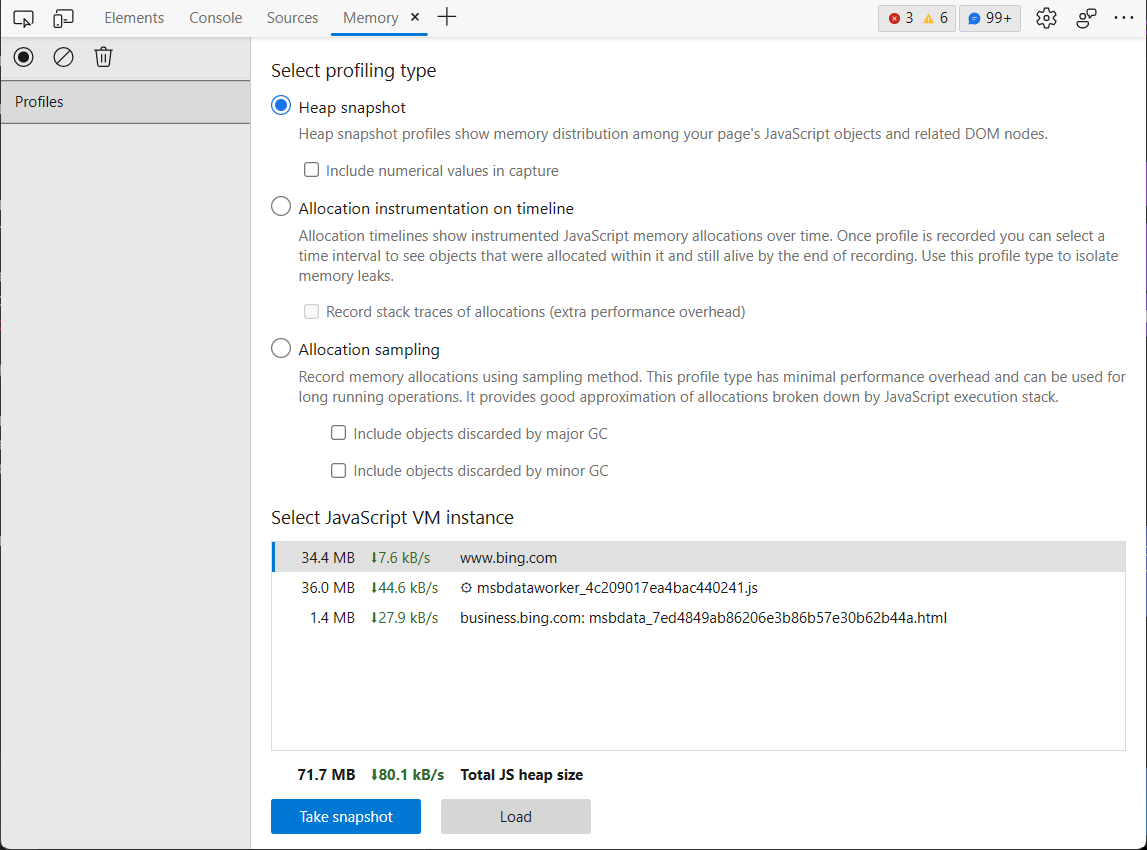 Elements Console Sources Memory × 3 6 99+
Profiles
Select profiling type
Heap snapshot
Heap snapshot profiles show memory distribution among your page's JavaScript objects and related DOM nodes.
Include numerical values in capture
Allocation instrumentation on timeline
Allocation timelines show instrumented JavaScript memory allocations over time. Once profile is recorded you can select a
time interval to see objects that were allocated within it and still alive by the end of recording. Use this profile type to isolate
memory leaks.
Record stack traces of allocations (extra performance overhead)
Allocation sampling
Record memory allocations using sampling method. This profile type has minimal performance overhead and can be used for
long running operations. It provides good approximation of allocations broken down by JavaScript execution stack.
Include objects discarded by major GC
Include objects discarded by minor GC
Select JavaScript VM instance
34.4 MB ⬇7.6 kB/s www.bing.com
36.0 MB ⬇44.6 kB/s msbdataworker_4c209017ea4bac440241.js
1.4 MB ⬇27.9 kB/s business.bing.com: msbdata_7ed4849ab86206e3b86b57e30b62b44a.html
71.7 MB ⬇80.1 kB/s Total JS heap size
Take snapshot Load